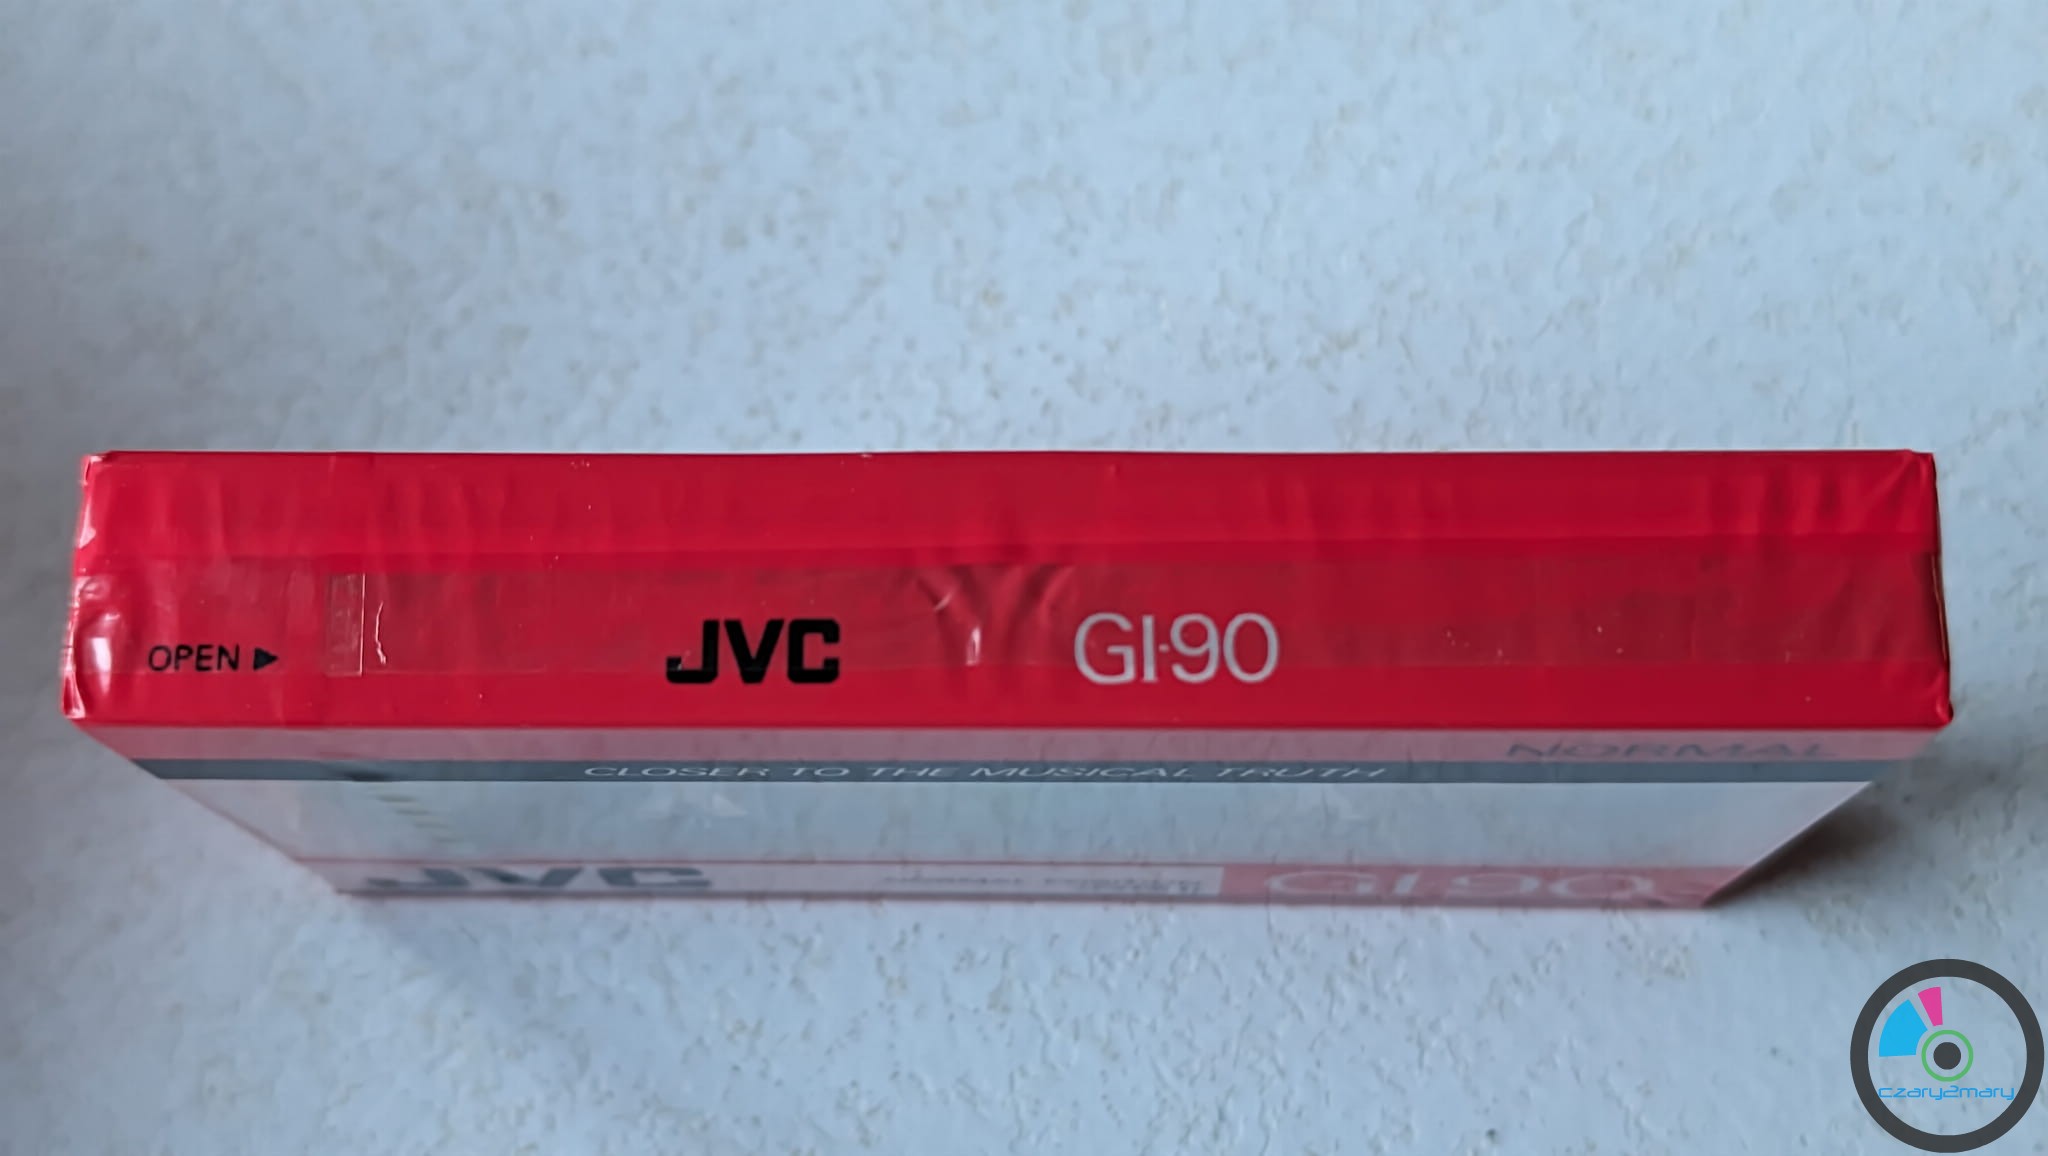 OPEN ▶
JVC
GI-90
NORMAL
CLOSER TO THE MUSICAL TRUTH
JVC
GI-90
czary2mary